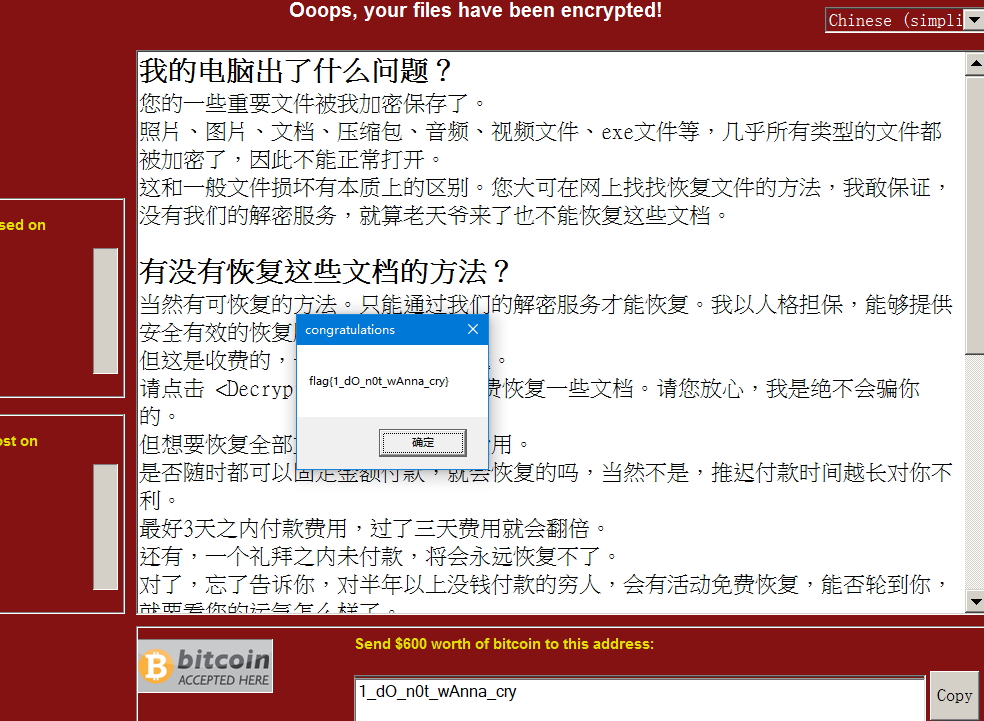 Ooops, your files have been encrypted!
Chinese (simpli
我的电脑出了什么问题？
您的一些重要文件被我加密保存了。
照片、图片、文档、压缩包、音频、视频文件、exe文件等，几乎所有类型的文件都
被加密了，因此不能正常打开。
这和一般文件损坏有本质上的区别。您大可在网上找找恢复文件的方法，我敢保证，
没有我们的解密服务，就算老天爷来了也不能恢复这些文档。
有没有恢复这些文档的方法？
当然有可恢复的方法。只能通过我们的解密服务才能恢复。我以人格担保，能够提供
安全有效的恢复
但这是收费的，
。
请点击 <Decryp
费恢复一些文档。请您放心，我是绝不会骗你
的。
但想要恢复全部
用。
是否随时都可以固定金额付款，就会恢复的吗，当然不是，推迟付款时间越长对你不
利。
最好3天之内付款费用，过了三天费用就会翻倍。
还有，一个礼拜之内未付款，将会永远恢复不了。
对了，忘了告诉你，对半年以上没钱付款的穷人，会有活动免费恢复，能否轮到你，
就要看您的运气怎么样了。
congratulations
flag{1_dO_n0t_wAnna_cry}
确定
sed on
ost on
bitcoin
ACCEPTED HERE
Send $600 worth of bitcoin to this address:
1_dO_n0t_wAnna_cry
Copy